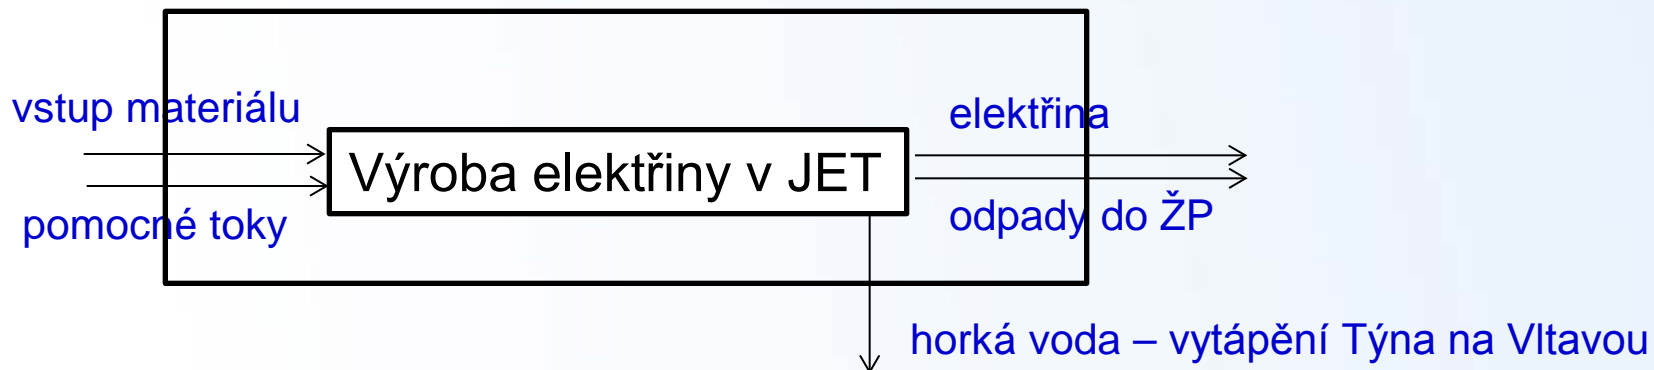 vstup materiálu
elektřina
Výroba elektřiny v JET
pomocné toky
odpady do ŽP
horká voda – vytápění Týna na Vltavou